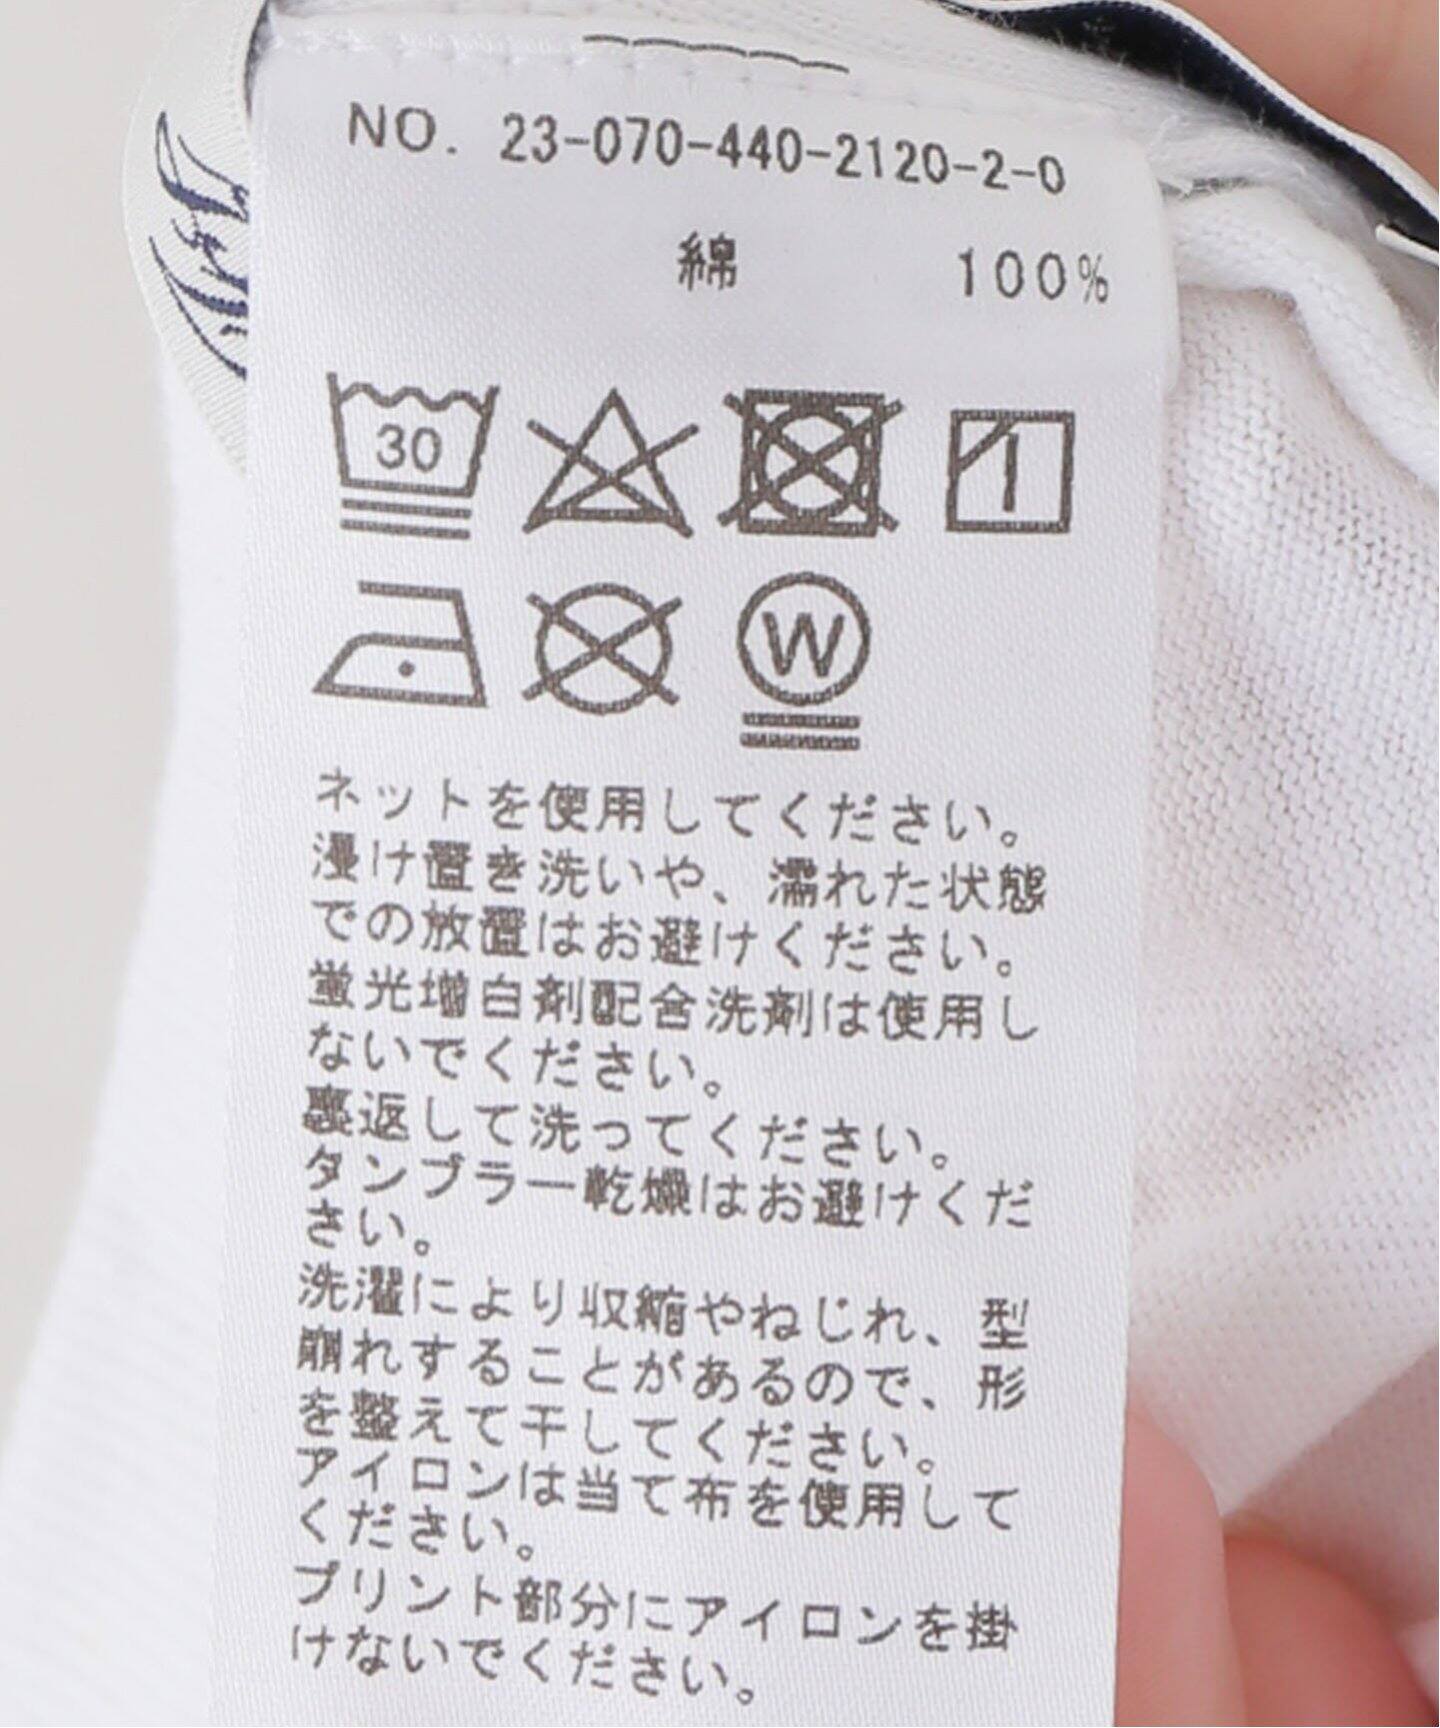 NO. 23-070-440-2120-2-0
綿 100%
30
W
ネットを使用してください。
浸け置き洗いや、濡れた状態
での放置はお避けください。
蛍光増白剤配合洗剤は使用し
ないでください。
裏返して洗ってください。
タンブラー乾燥はお避けくだ
さい。
洗濯により収縮やねじれ、型
崩れすることがあるので、形
を整えて干してください。
アイロンは当て布を使用して
ください。
プリント部分にアイロンを掛
けないでください。